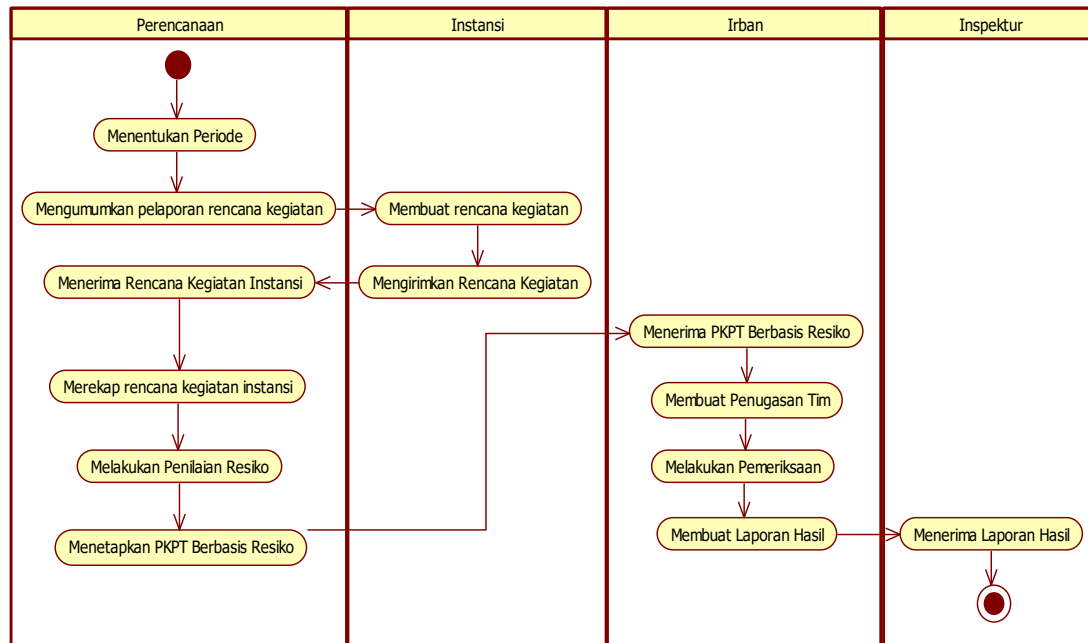 Perencanaan
Instansi
Irban
Inspektur
Menentukan Periode
Mengumumkan pelaporan rencana kegiatan
Membuat rencana kegiatan
Menerima Rencana Kegiatan Instansi
Mengirimkan Rencana Kegiatan
Menerima PKPT Berbasis Resiko
Merekap rencana kegiatan instansi
Membuat Penugasan Tim
Melakukan Penilaian Resiko
Melakukan Pemeriksaan
Menetapkan PKPT Berbasis Resiko
Membuat Laporan Hasil
Menerima Laporan Hasil